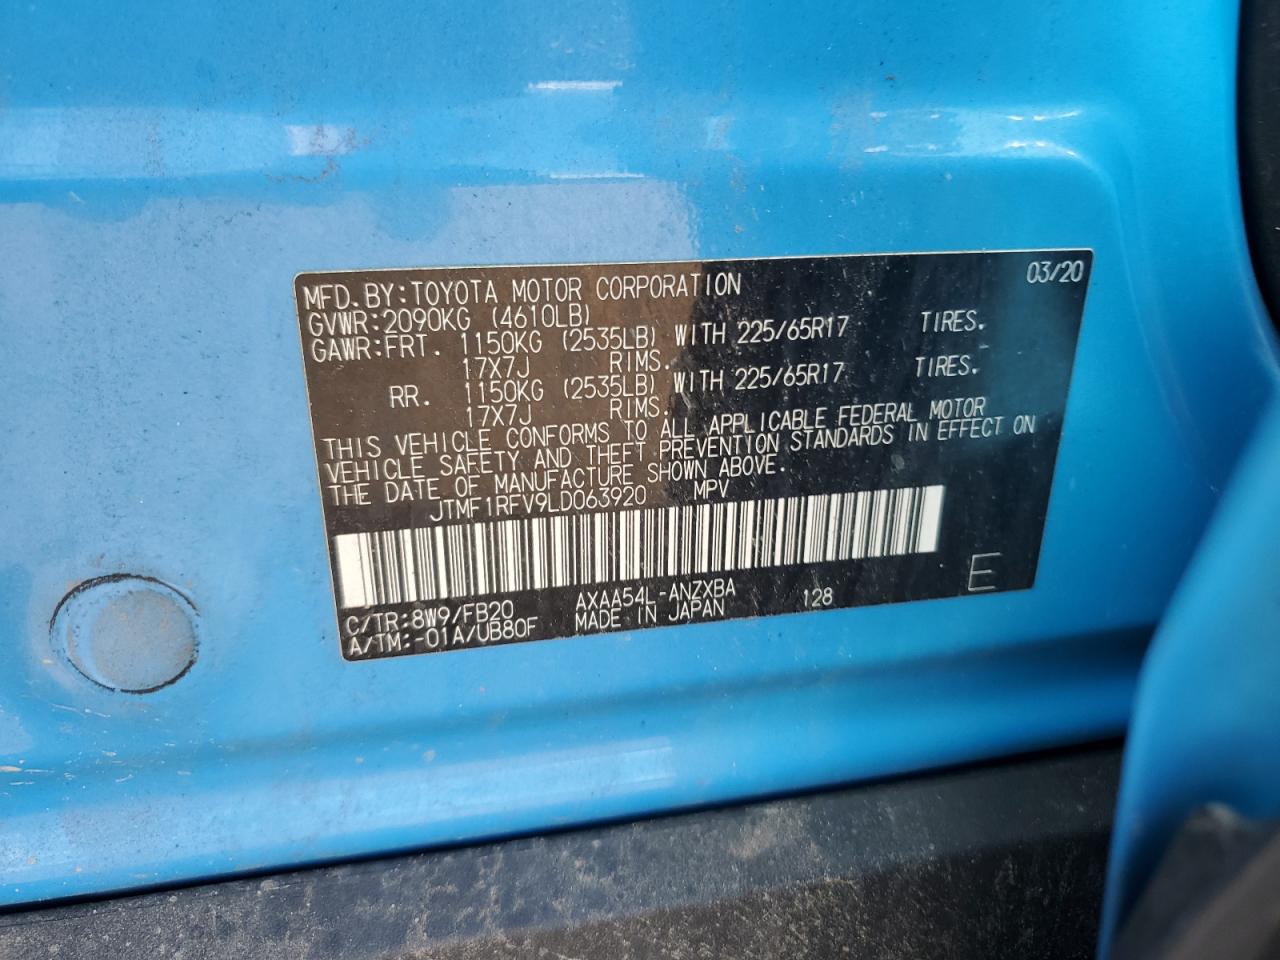 MFD.BY:TOYOTA MOTOR CORPORATION 03/20
GVWR:2090KG (4610LB)
GAWR:FRT. 1150KG (2535LB) WITH 225/65R17 TIRES.
17X7J RIMS.
RR. 1150KG (2535LB) WITH 225/65R17 TIRES.
17X7J RIMS.
THIS VEHICLE CONFORMS TO ALL APPLICABLE FEDERAL MOTOR
VEHICLE SAFETY AND THEFT PREVENTION STANDARDS IN EFFECT ON
THE DATE OF MANUFACTURE SHOWN ABOVE.
JTMF1RFV9LD063920 MPV
C/TR:8W9/FB20 AXAA54L-ANZXBA 128 E
A/TM:-01A/UB80F MADE IN JAPAN